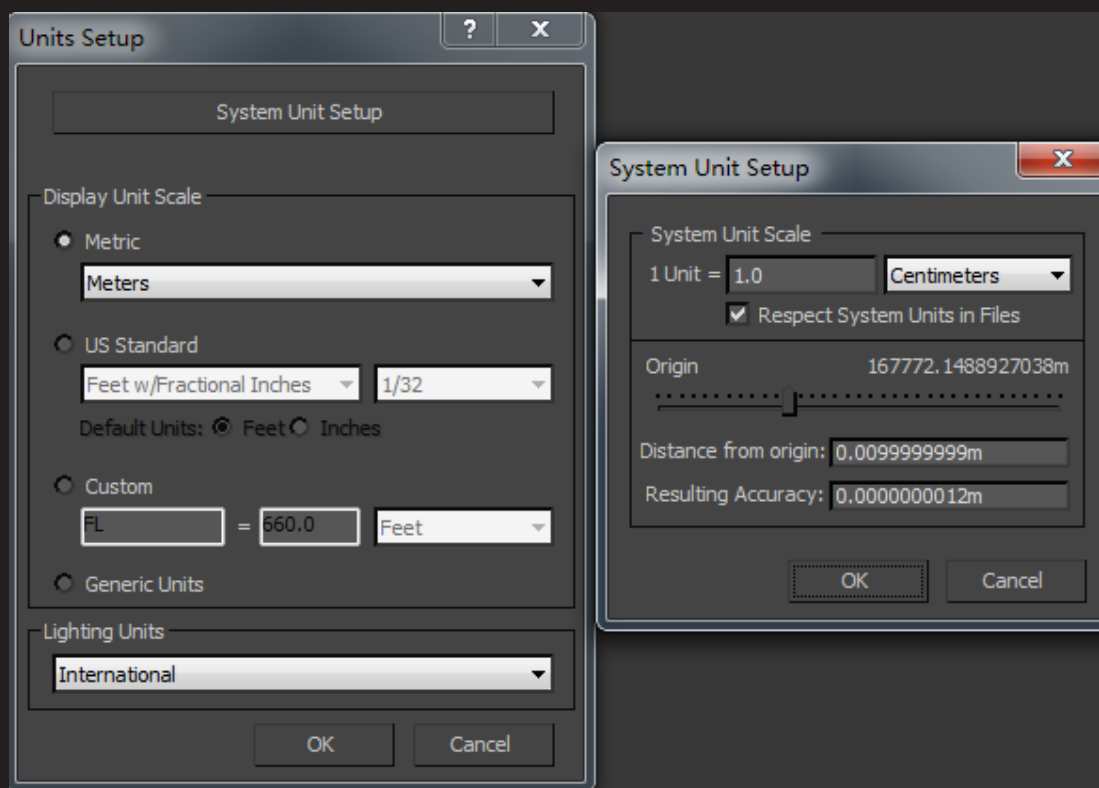 Units Setup
System Unit Setup
Display Unit Scale
Metric
Meters
US Standard
Feet w/Fractional Inches 1/32
Default Units: Feet Inches
Custom
FL = 660.0 Feet
Generic Units
Lighting Units
International
OK Cancel
System Unit Setup
System Unit Scale
1 Unit = 1.0 Centimeters
Respect System Units in Files
Origin 167772.1488927038m
Distance from origin: 0.0099999999m
Resulting Accuracy: 0.0000000012m
OK Cancel